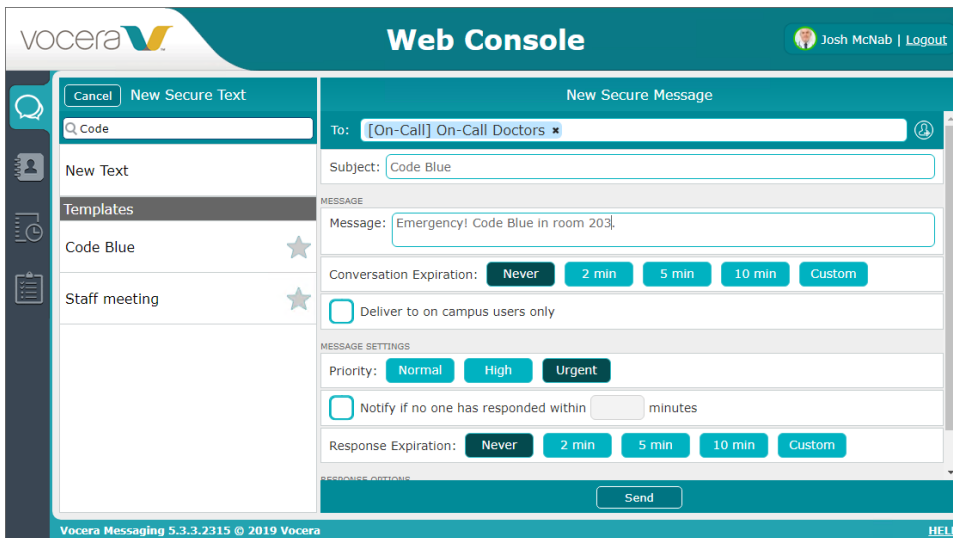 vocera
Web Console
Josh McNab | Logout
Cancel New Secure Text
New Secure Message
Code
To: [On-Call] On-Call Doctors ×
New Text
Subject: Code Blue
Templates
MESSAGE
Message: Emergency! Code Blue in room 203.
Code Blue
Conversation Expiration: Never 2 min 5 min 10 min Custom
Staff meeting
Deliver to on campus users only
MESSAGE SETTINGS
Priority: Normal High Urgent
Notify if no one has responded within minutes
Response Expiration: Never 2 min 5 min 10 min Custom
RESPONSE OPTIONS
Send
Vocera Messaging 5.3.3.2315 © 2019 Vocera
HELP